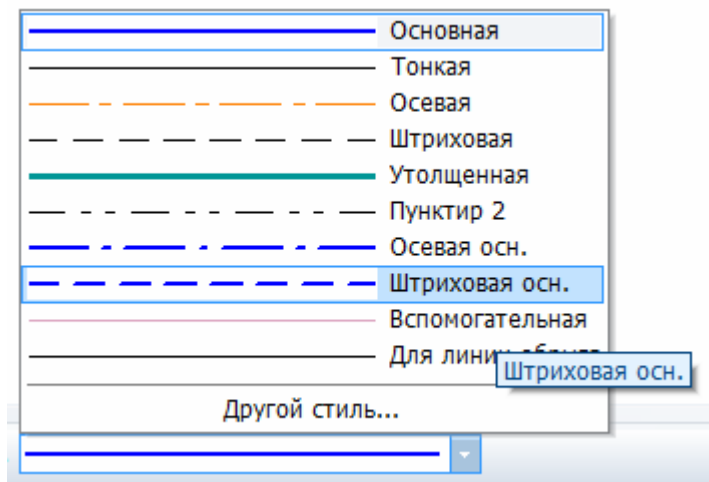 Основная
Тонкая
Осевая
Штриховая
Утолщенная
Пунктир 2
Осевая осн.
Штриховая осн.
Вспомогательная
Для линии
Штриховая осн.
Другой стиль...